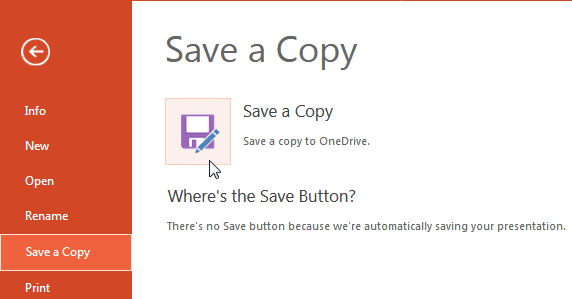 Save a Copy
Info
New
Open
Rename
Save a Copy
Print
Save a Copy
Save a copy to OneDrive.
Where's the Save Button?
There's no Save button because we're automatically saving your presentation.